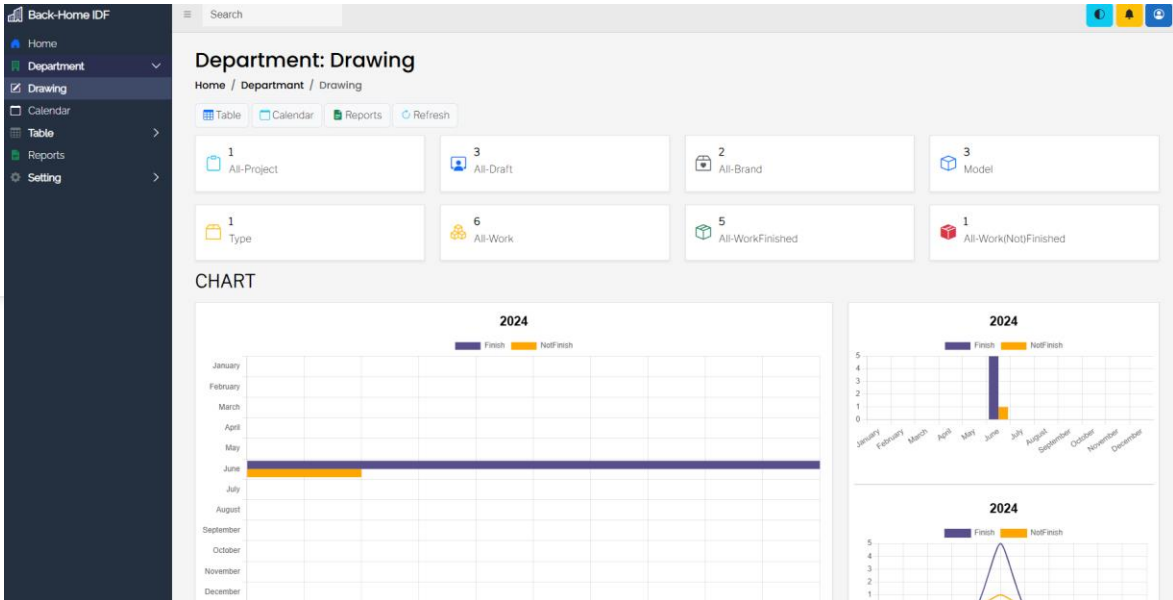 Back-Home IDF
Search
Home
Department
Drawing
Calendar
Table
Reports
Setting
Department: Drawing
Home / Departmant / Drawing
Table Calendar Reports Refresh
1
All-Project
3
All-Draft
2
All-Brand
3
Model
1
Type
6
All-Work
5
All-WorkFinished
1
All-Work(Not)Finished
CHART
2024
Finish NotFinish
January
February
March
April
May
June
July
August
September
October
November
December
2024
Finish NotFinish
5
4
3
2
1
0
January February March April May June July August September October November December
2024
Finish NotFinish
5
4
3
2
1